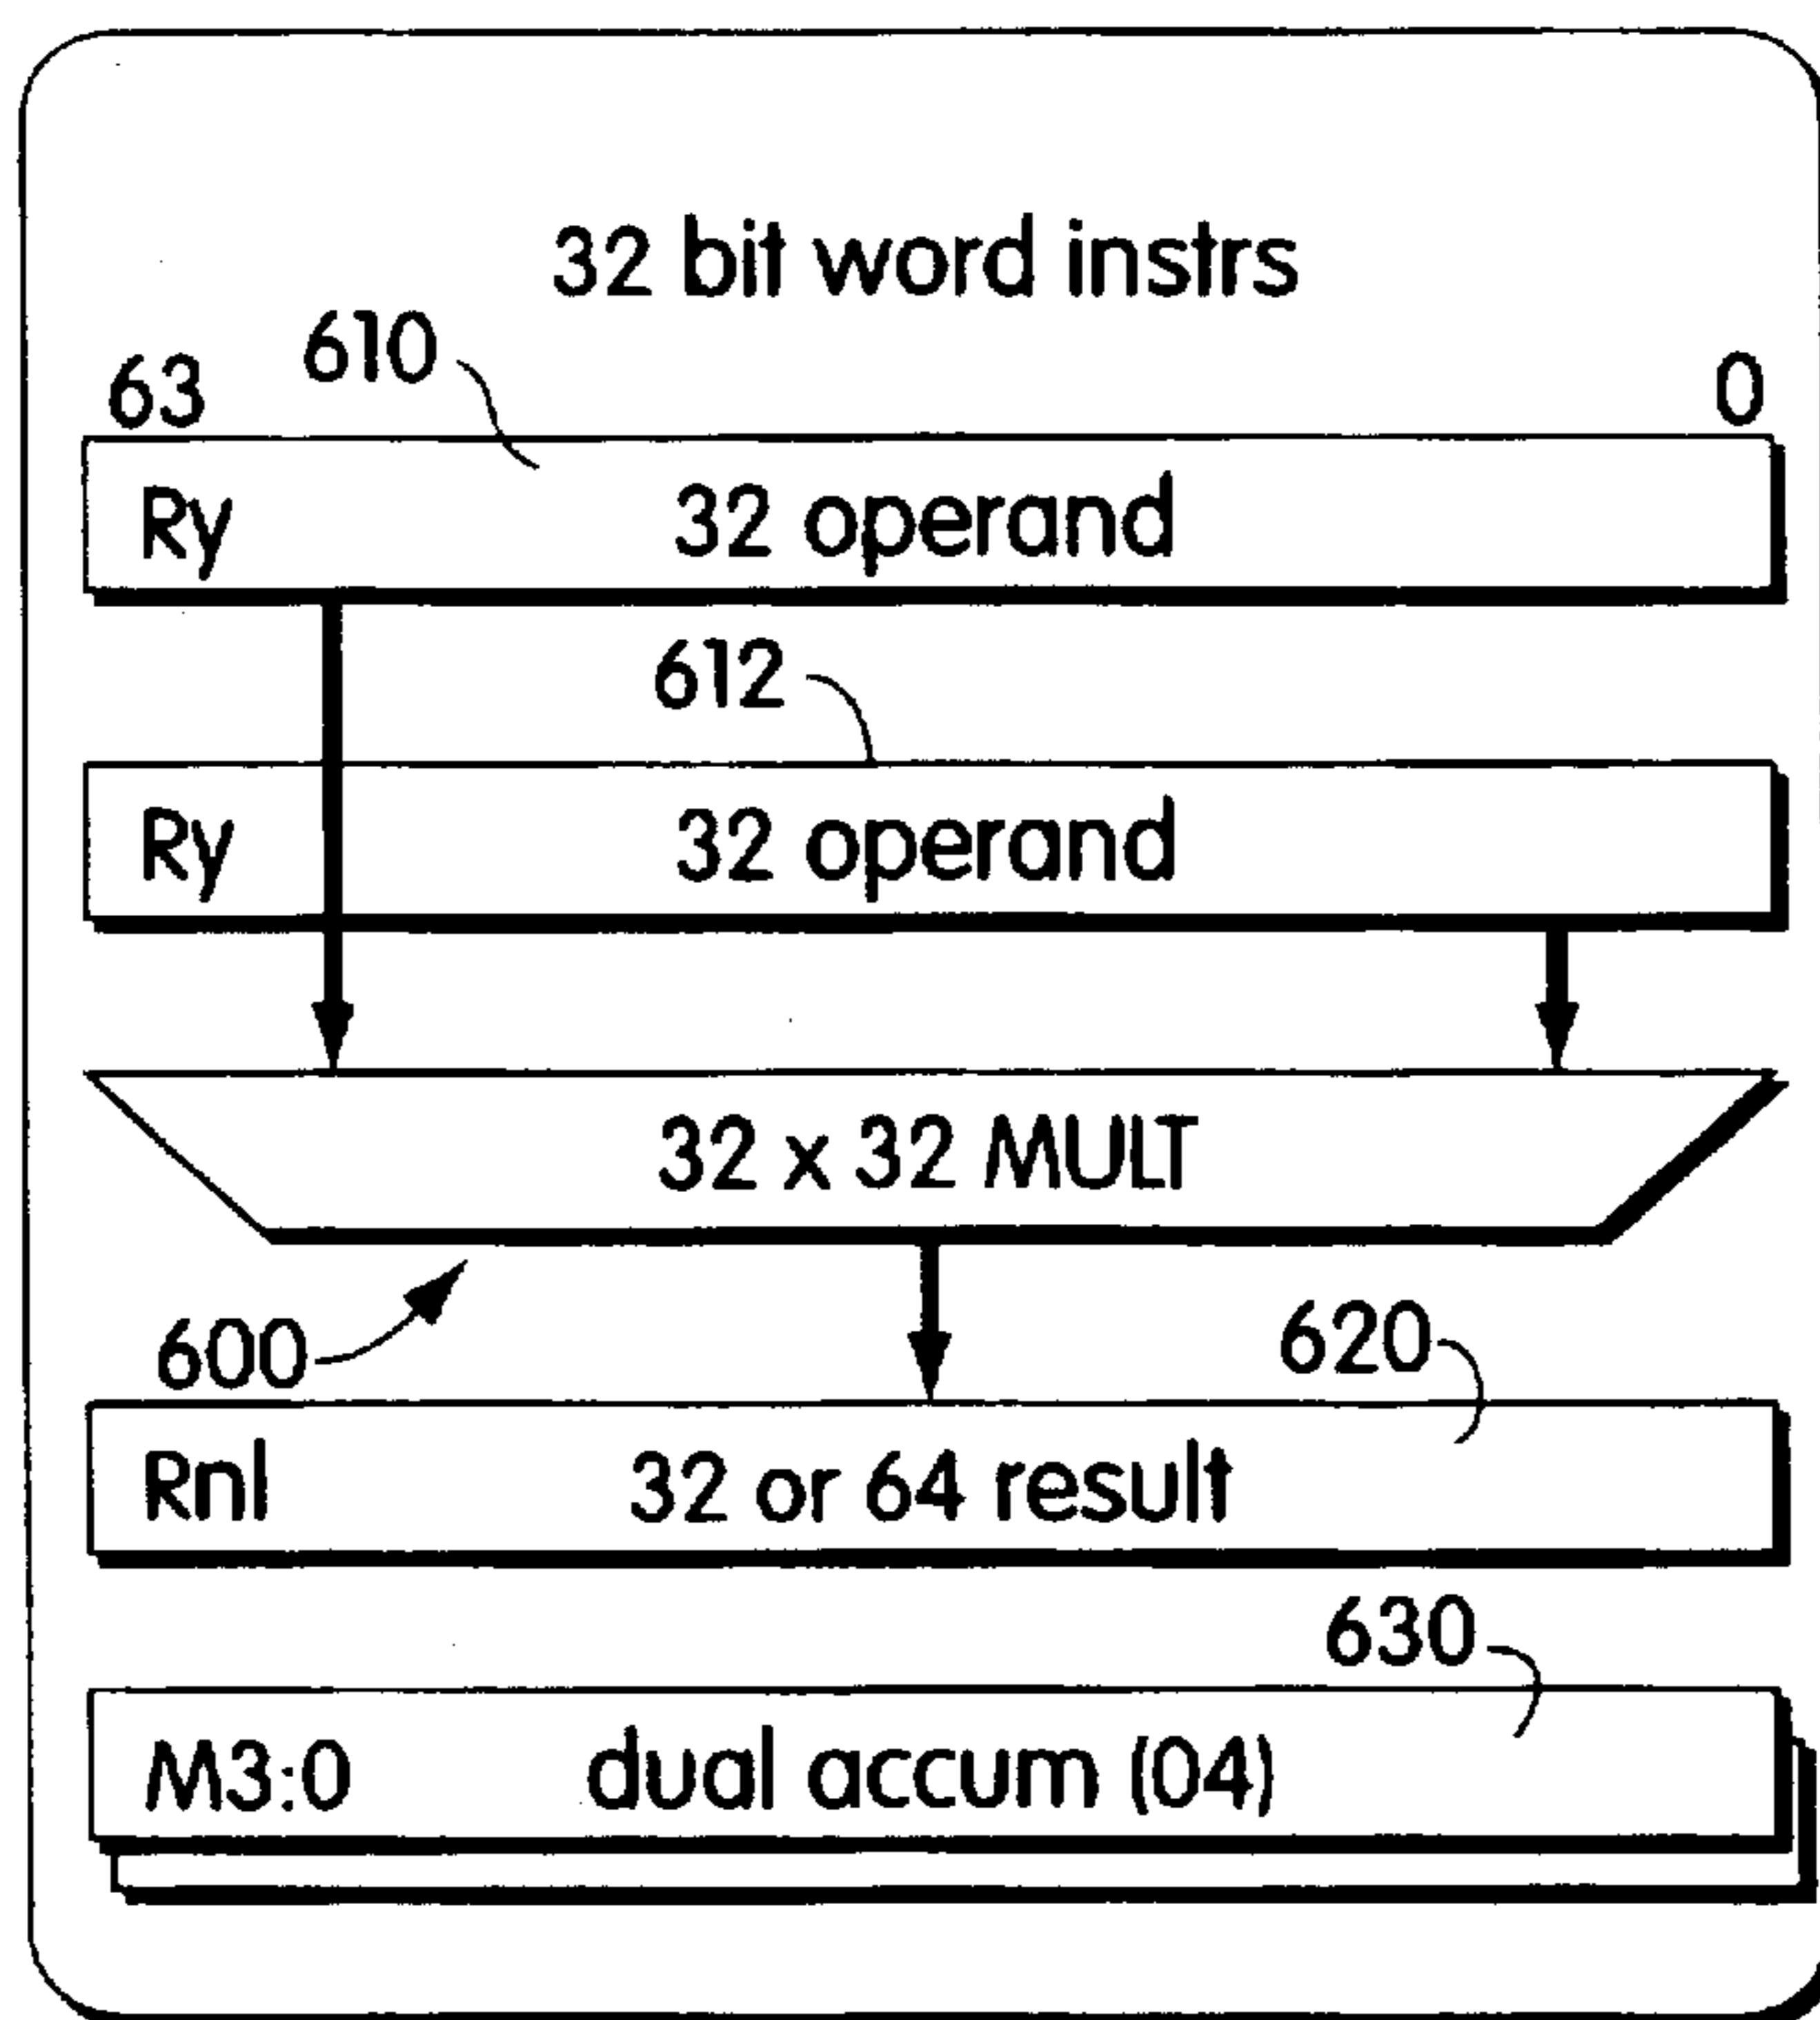 32 bit word instrs
610
63 0
Ry 32 operand
612
Ry 32 operand
32 x 32 MULT
600 620
Rnl 32 or 64 result
630
M3:0 dual accum (04)